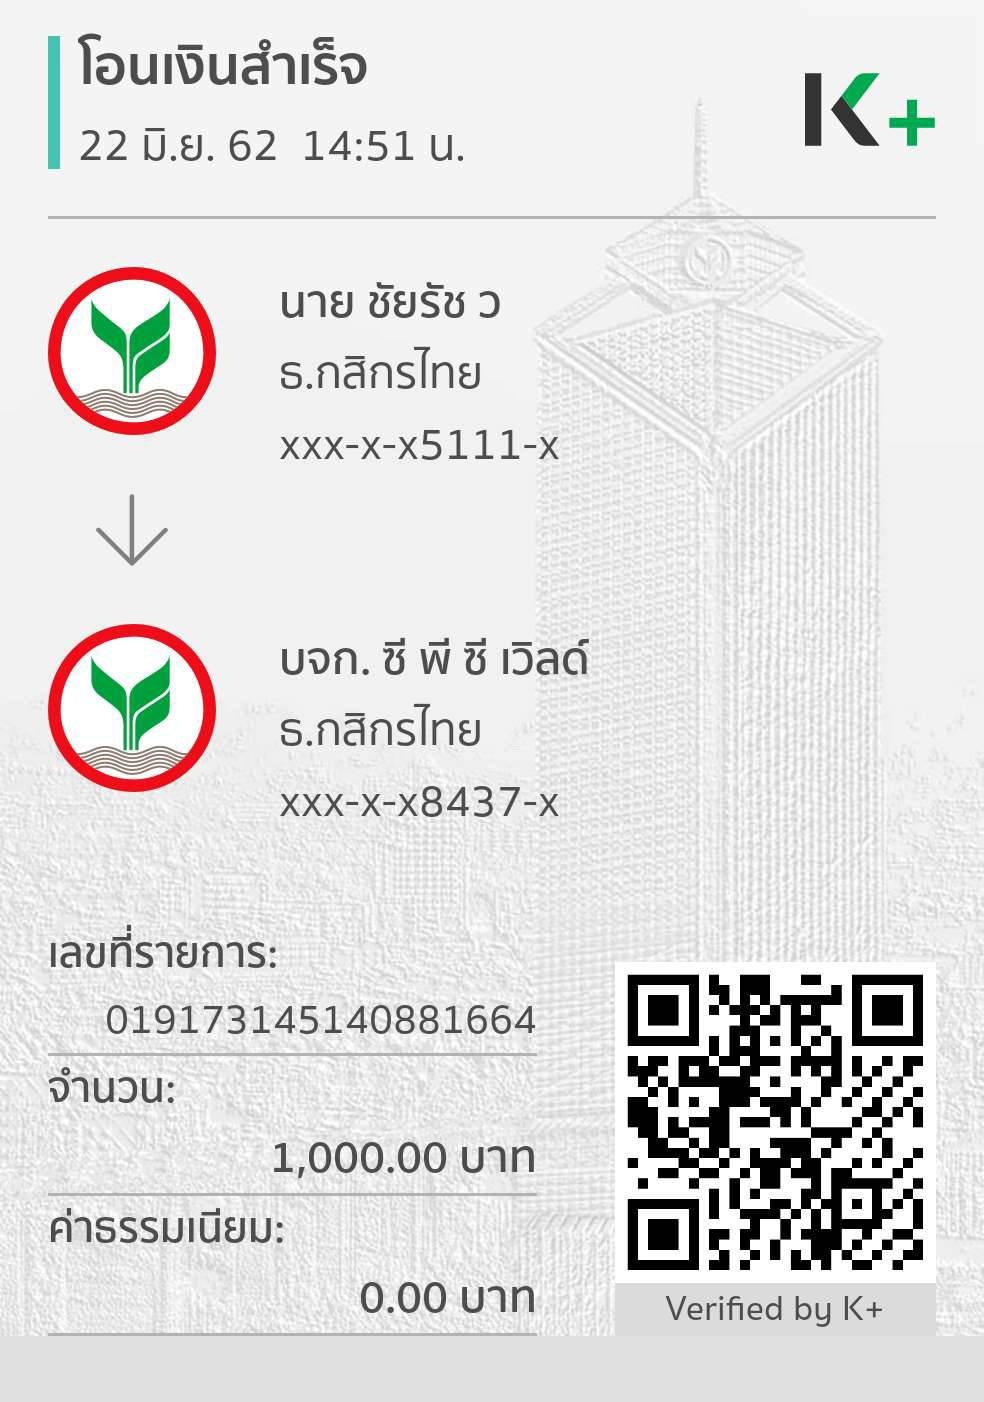 โอนเงินสำเร็จ
22 มิ.ย. 62 14:51 น.
K+
นาย ชัยรัช ว
ธ.กสิกรไทย
xxx-x-x5111-x
บจก. ซี พี ซี เวิลด์
ธ.กสิกรไทย
xxx-x-x8437-x
เลขที่รายการ:
019173145140881664
จำนวน:
1,000.00 บาท
ค่าธรรมเนียม:
0.00 บาท
Verified by K+